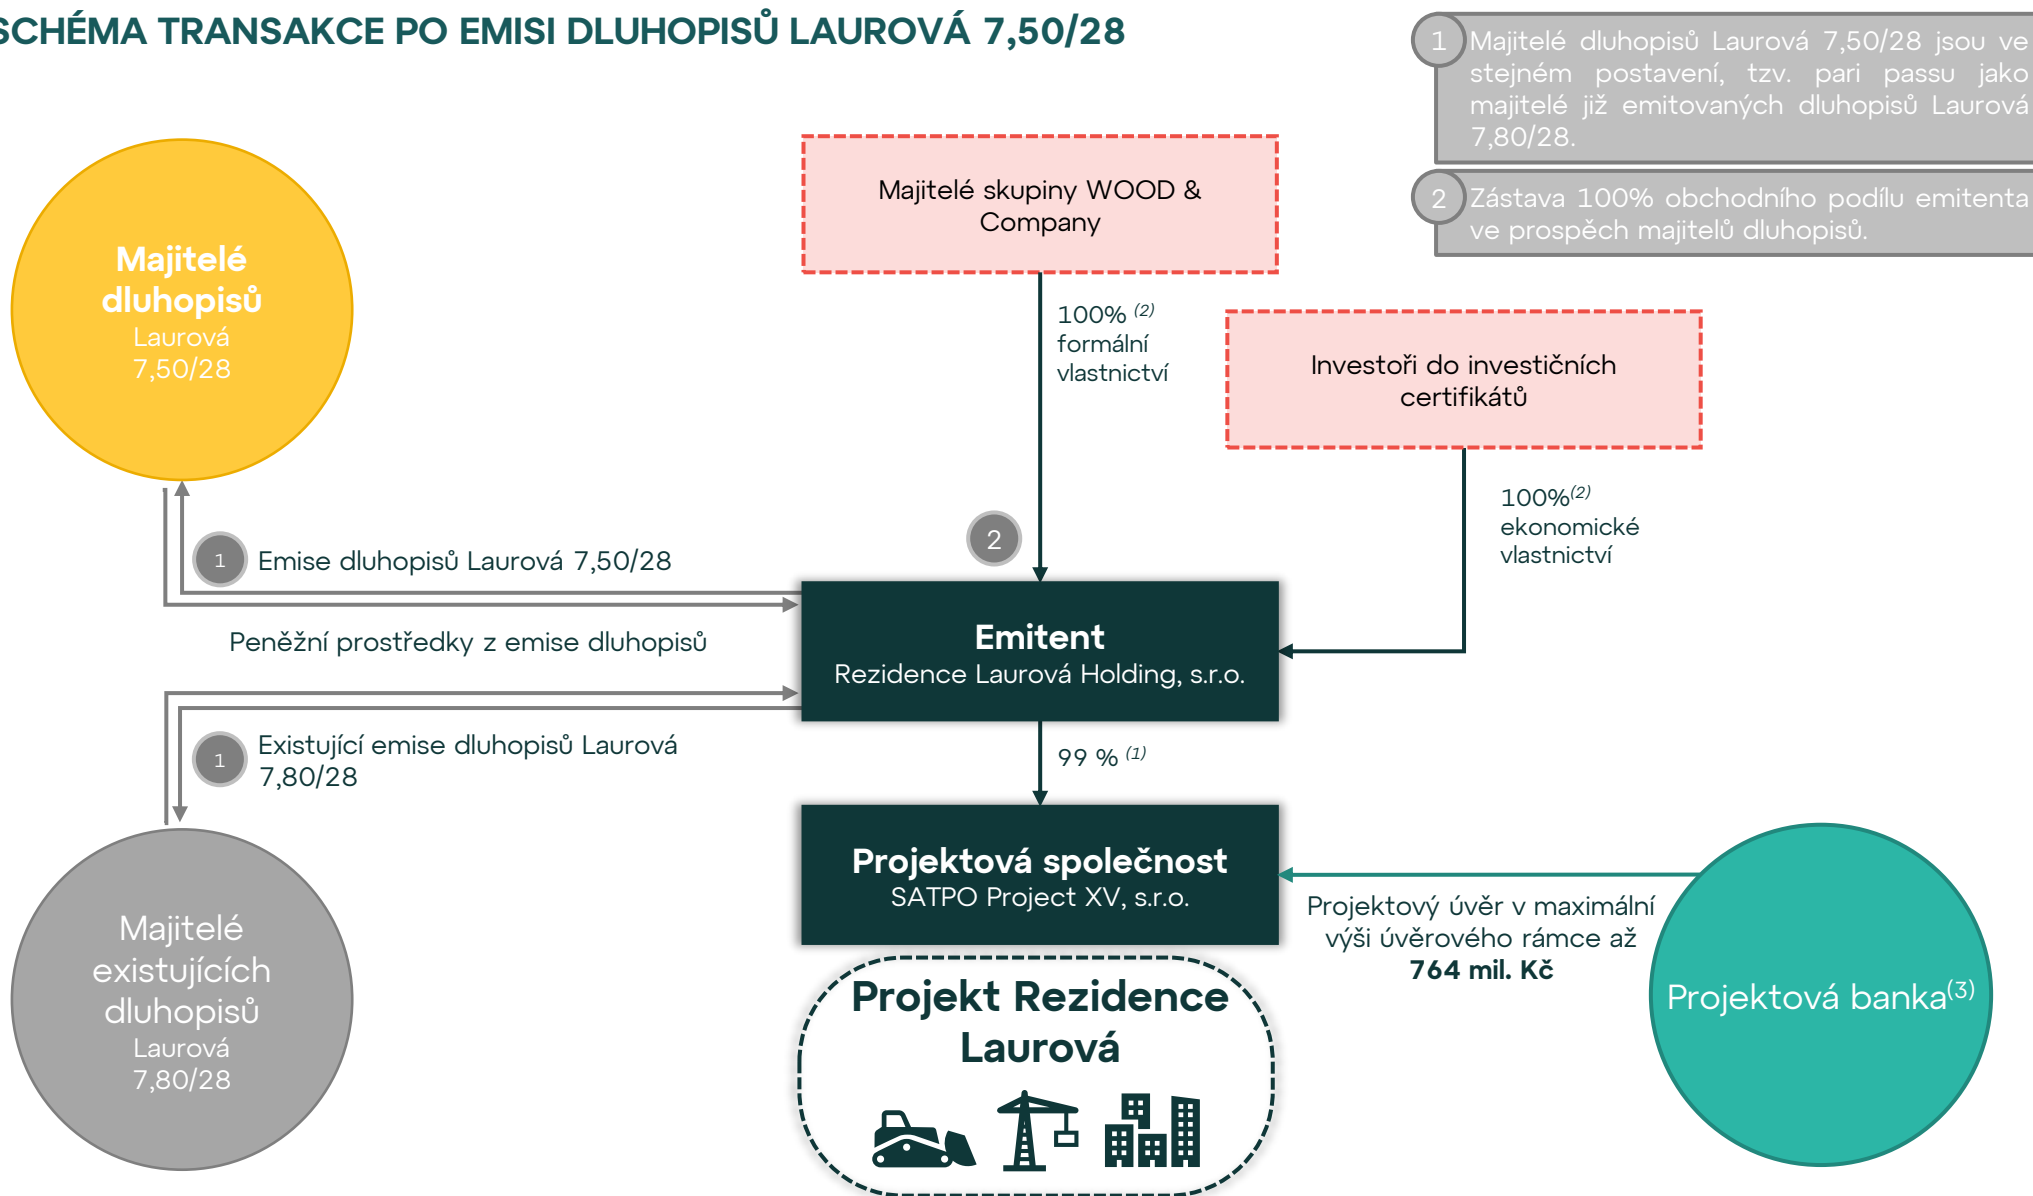 SCHÉMA TRANSAKCE PO EMISI DLUHOPISŮ LAUROVÁ 7,50/28
1 Majitelé dluhopisů Laurová 7,50/28 jsou ve
stejném postavení, tzv. pari passu jako
majitelé již emitovaných dluhopisů Laurová
7,80/28.
2 Zástava 100% obchodního podílu emitenta
ve prospěch majitelů dluhopisů.
Majitelé
dluhopisů
Laurová
7,50/28
Majitelé skupiny WOOD &
Company
100% (2)
formální
vlastnictví
Investoři do investičních
certifikátů
100%(2)
ekonomické
vlastnictví
2
1 Emise dluhopisů Laurová 7,50/28
Peněžní prostředky z emise dluhopisů
Emitent
Rezidence Laurová Holding, s.r.o.
1 Existující emise dluhopisů Laurová
7,80/28
99 % (1)
Projektová společnost
SATPO Project XV, s.r.o.
Projektový úvěr v maximální
výši úvěrového rámce až
764 mil. Kč
Majitelé
existujících
dluhopisů
Laurová
7,80/28
Projektová banka(3)
Projekt Rezidence
Laurová